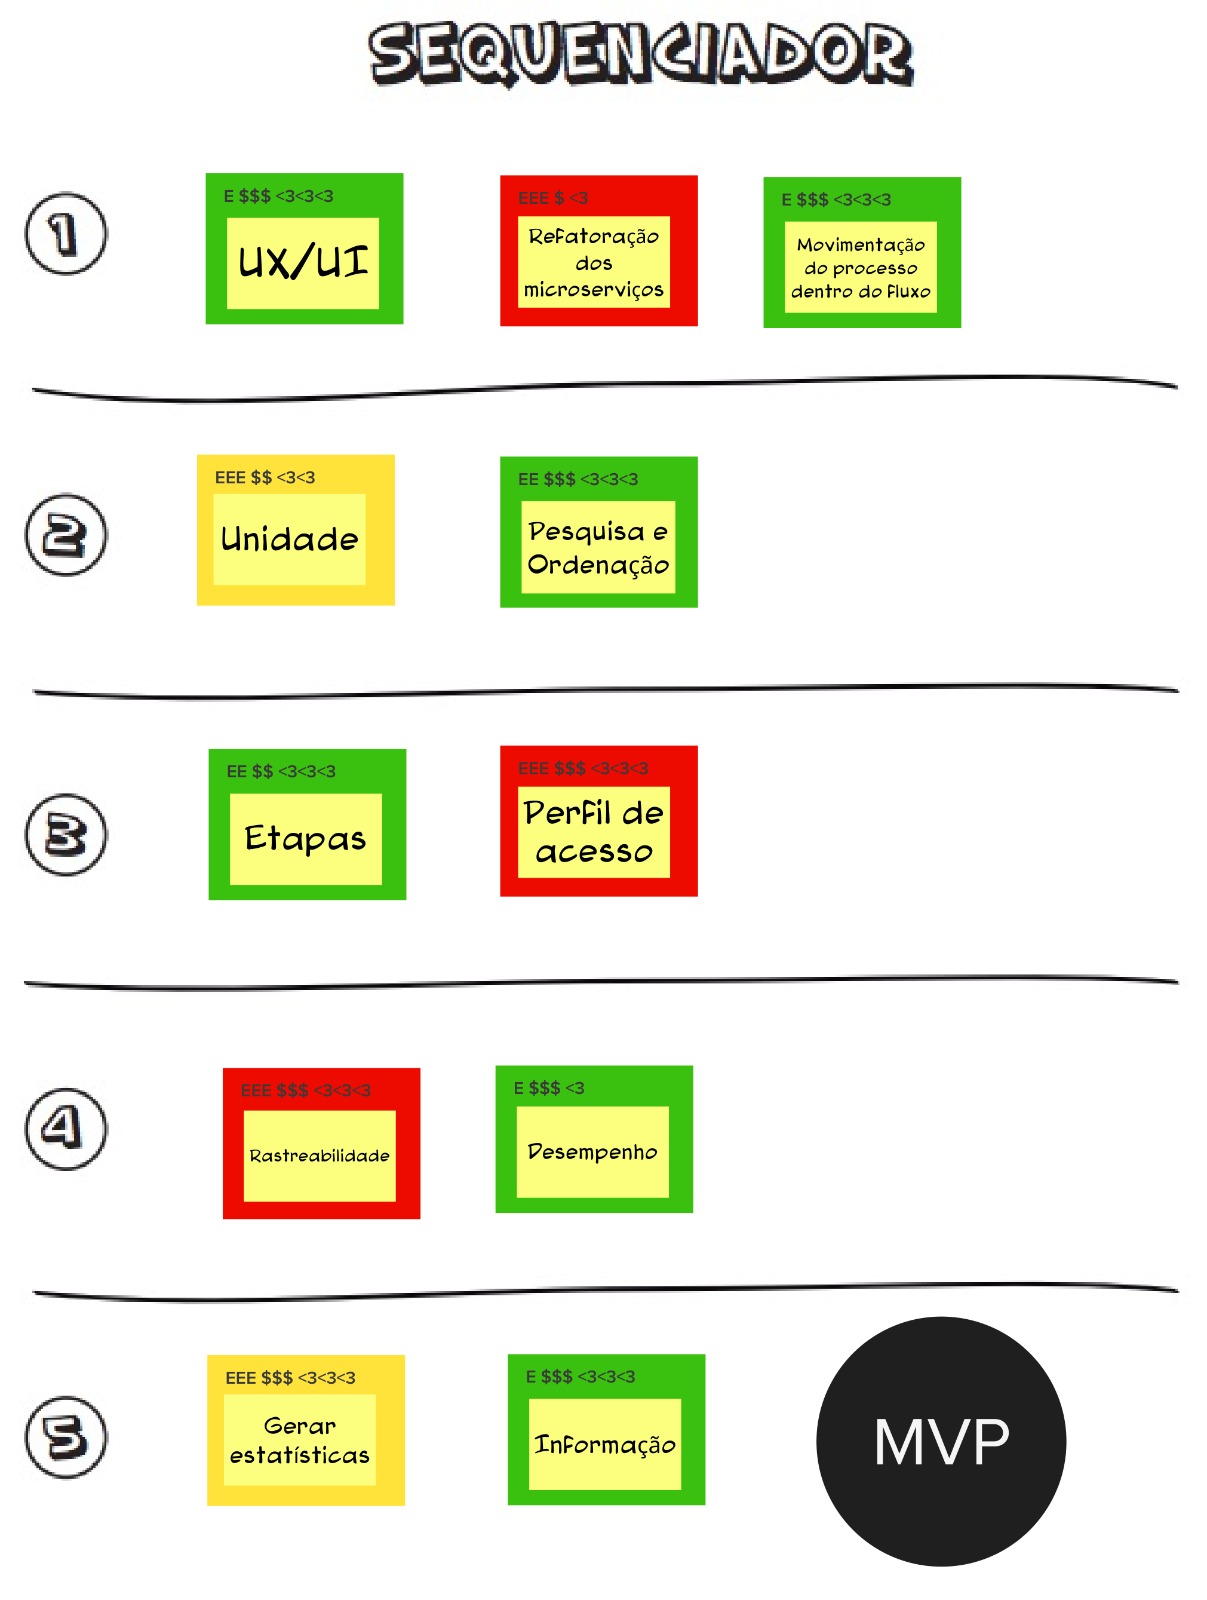 SEQUENCIADOR
1
E $$$ <3<3<3
UX/UI
EEE $ <3
Refatoração
dos
microserviços
E $$$ <3<3<3
Movimentação
do processo
dentro do fluxo
2
EEE $$ <3<3
Unidade
EE $$$ <3<3<3
Pesquisa e
Ordenação
3
EE $$ <3<3<3
Etapas
EEE $$$ <3<3<3
Perfil de
acesso
4
EEE $$$ <3<3<3
Rastreabilidade
E $$$ <3
Desempenho
5
EEE $$$ <3<3<3
Gerar
estatísticas
E $$$ <3<3<3
Informação
MVP